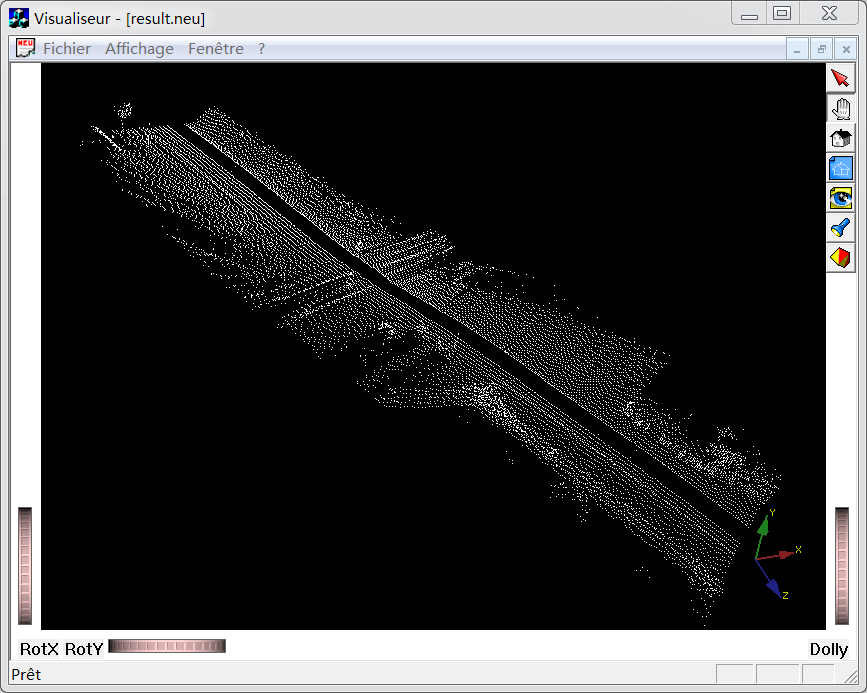 Visualiseur - [result.neu]
NEU Fichier Affichage Fenêtre ?
Y
X
Z
RotX RotY Dolly
Prêt